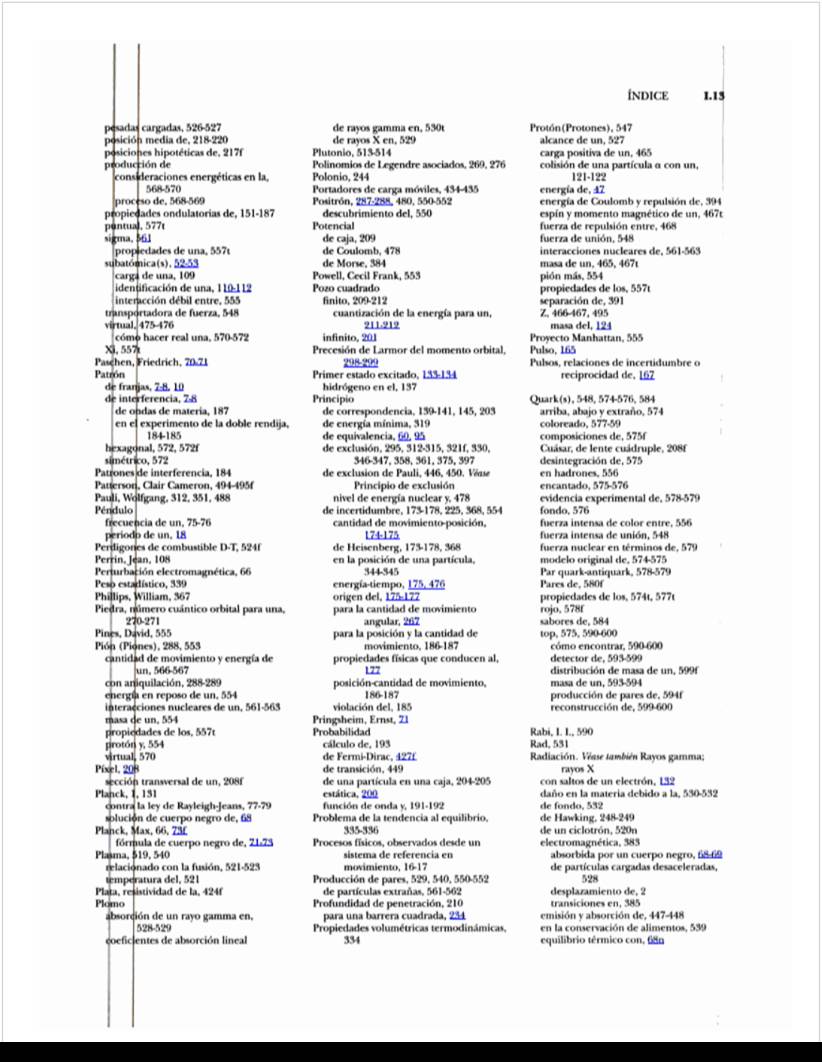 ÍNDICE I.13
pesadas cargadas, 526-527
posición media de, 218-220
posiciones hipotéticas de, 217f
producción de
consideraciones energéticas en la,
568-570
proceso de, 568-569
propiedades ondulatorias de, 151-187
puntual, 577t
sigma, 561
propiedades de una, 557t
subatómica(s), 52-53
carga de una, 109
identificación de una, 110-112
interacción débil entre, 555
transportadora de fuerza, 548
virtual, 475-476
cómo hacer real una, 570-572
Xi, 557t
Paschen, Friedrich, 70-71
Patrón
de franjas, 7-8, 10
de interferencia, 7-8
de ondas de materia, 187
en el experimento de la doble rendija,
184-185
hexagonal, 572, 572f
simétrico, 572
Patrones de interferencia, 184
Patterson, Clair Cameron, 494-495f
Pauli, Wolfgang, 312, 351, 488
Péndulo
frecuencia de un, 75-76
periodo de un, 18
Perdigones de combustible D-T, 524f
Perrin, Jean, 108
Perturbación electromagnética, 66
Peso estadístico, 339
Phillips, William, 367
Piedra, número cuántico orbital para una,
270-271
Pines, David, 555
Pión (Piones), 288, 553
cantidad de movimiento y energía de
un, 566-567
con aniquilación, 288-289
energía en reposo de un, 554
interacciones nucleares de un, 561-563
masa de un, 554
propiedades de los, 557t
protón y, 554
virtual, 570
Píxel, 208
sección transversal de un, 208f
Planck, I, 131
contra la ley de Rayleigh-Jeans, 77-79
solución de cuerpo negro de, 68
Planck, Max, 66, 73f
fórmula de cuerpo negro de, 71-73
Plasma, 519, 540
relacionado con la fusión, 521-523
temperatura del, 521
Plata, resistividad de la, 424f
Plomo
absorción de un rayo gamma en,
528-529
coeficientes de absorción lineal
de rayos gamma en, 530t
de rayos X en, 529
Plutonio, 513-514
Polinomios de Legendre asociados, 269, 276
Polonio, 244
Portadores de carga móviles, 434-435
Positrón, 287-288, 480, 550-552
descubrimiento del, 550
Potencial
de caja, 209
de Coulomb, 478
de Morse, 384
Powell, Cecil Frank, 553
Pozo cuadrado
finito, 209-212
cuantización de la energía para un,
211-212
infinito, 201
Precesión de Larmor del momento orbital,
298-299
Primer estado excitado, 133-134
hidrógeno en el, 137
Principio
de correspondencia, 139-141, 145, 203
de energía mínima, 319
de equivalencia, 60, 95
de exclusión, 295, 312-315, 321f, 330,
346-347, 358, 361, 375, 397
de exclusion de Pauli, 446, 450. Véase
Principio de exclusión
nivel de energía nuclear y, 478
de incertidumbre, 173-178, 225, 368, 554
cantidad de movimiento-posición,
174-175
de Heisenberg, 173-178, 368
en la posición de una partícula,
344-345
energía-tiempo, 175, 476
origen del, 175-177
para la cantidad de movimiento
angular, 267
para la posición y la cantidad de
movimiento, 186-187
propiedades físicas que conducen al,
177
posición-cantidad de movimiento,
186-187
violación del, 185
Pringsheim, Ernst, 71
Probabilidad
cálculo de, 193
de Fermi-Dirac, 427f
de transición, 449
de una partícula en una caja, 204-205
estática, 200
función de onda y, 191-192
Problema de la tendencia al equilibrio,
335-336
Procesos físicos, observados desde un
sistema de referencia en
movimiento, 16-17
Producción de pares, 529, 540, 550-552
de partículas extrañas, 561-562
Profundidad de penetración, 210
para una barrera cuadrada, 234
Propiedades volumétricas termodinámicas,
334
Protón(Protones), 547
alcance de un, 527
carga positiva de un, 465
colisión de una partícula α con un,
121-122
energía de, 47
energía de Coulomb y repulsión de, 394
espín y momento magnético de un, 467t
fuerza de repulsión entre, 468
fuerza de unión, 548
interacciones nucleares de, 561-563
masa de un, 465, 467t
pión más, 554
propiedades de los, 557t
separación de, 391
Z, 466-467, 495
masa del, 124
Proyecto Manhattan, 555
Pulso, 165
Pulsos, relaciones de incertidumbre o
reciprocidad de, 167
Quark(s), 548, 574-576, 584
arriba, abajo y extraño, 574
coloreado, 577-59
composiciones de, 575f
Cuásar, de lente cuádruple, 208f
desintegración de, 575
en hadrones, 556
encantado, 575-576
evidencia experimental de, 578-579
fondo, 576
fuerza intensa de color entre, 556
fuerza intensa de unión, 548
fuerza nuclear en términos de, 579
modelo original de, 574-575
Par quark-antiquark, 578-579
Pares de, 580f
propiedades de los, 574t, 577t
rojo, 578f
sabores de, 584
top, 575, 590-600
cómo encontrar, 590-600
detector de, 593-599
distribución de masa de un, 599f
masa de un, 593-594
producción de pares de, 594f
reconstrucción de, 599-600
Rabi, I. I., 590
Rad, 531
Radiación. Véase también Rayos gamma;
rayos X
con saltos de un electrón, 132
daño en la materia debido a la, 530-532
de fondo, 532
de Hawking, 248-249
de un ciclotrón, 520n
electromagnética, 383
absorbida por un cuerpo negro, 68-69
de partículas cargadas desaceleradas,
528
desplazamiento de, 2
transiciones en, 385
emisión y absorción de, 447-448
en la conservación de alimentos, 539
equilibrio térmico con, 68n